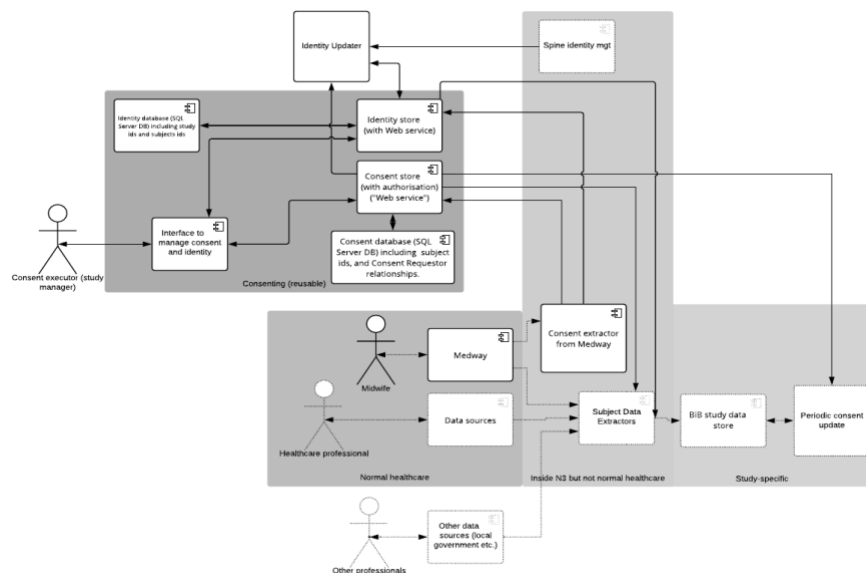 Identity Updater
Spine identity mgt
Identity database (SQL
Server DB) including study
ids and subjects ids
Identity store
(with Web service)
Consent store
(with authorisation)
("Web service")
Interface to
manage consent
and identity
Consent database (SQL
Server DB) including subject
ids, and Consent Requestor
relationships.
Consent executor (study
manager)
Consenting (reusable)
Consent extractor
from Medway
Medway
Midwife
Subject Data
Extractors
BiB study data
store
Periodic consent
update
Data sources
Healthcare professional
Normal healthcare
Inside N3 but not normal healthcare
Study-specific
Other data
sources (local
government etc.)
Other professionals